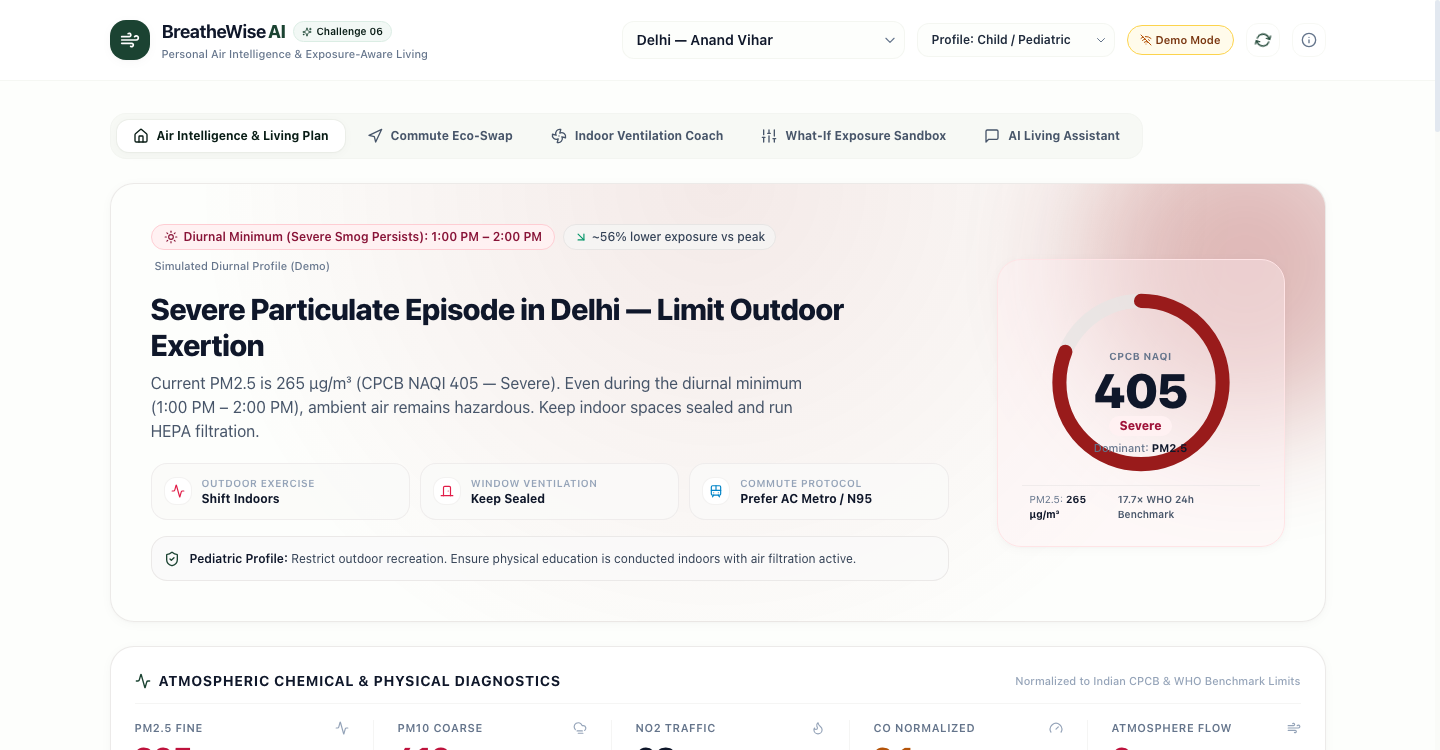 BreatheWise AI
Challenge 06
Personal Air Intelligence & Exposure-Aware Living
Delhi — Anand Vihar
Profile: Child / Pediatric
Demo Mode
Air Intelligence & Living Plan
Commute Eco-Swap
Indoor Ventilation Coach
What-If Exposure Sandbox
AI Living Assistant
Diurnal Minimum (Severe Smog Persists): 1:00 PM – 2:00 PM
~56% lower exposure vs peak
Simulated Diurnal Profile (Demo)
Severe Particulate Episode in Delhi — Limit Outdoor
Exertion
Current PM2.5 is 265 µg/m³ (CPCB NAQI 405 — Severe). Even during the diurnal minimum
(1:00 PM – 2:00 PM), ambient air remains hazardous. Keep indoor spaces sealed and run
HEPA filtration.
OUTDOOR EXERCISE
Shift Indoors
WINDOW VENTILATION
Keep Sealed
COMMUTE PROTOCOL
Prefer AC Metro / N95
Pediatric Profile: Restrict outdoor recreation. Ensure physical education is conducted indoors with air filtration active.
CPCB NAQI
405
Severe
Dominant: PM2.5
PM2.5: 265
µg/m³
17.7× WHO 24h
Benchmark
ATMOSPHERIC CHEMICAL & PHYSICAL DIAGNOSTICS
Normalized to Indian CPCB & WHO Benchmark Limits
PM2.5 FINE
PM10 COARSE
NO2 TRAFFIC
CO NORMALIZED
ATMOSPHERE FLOW